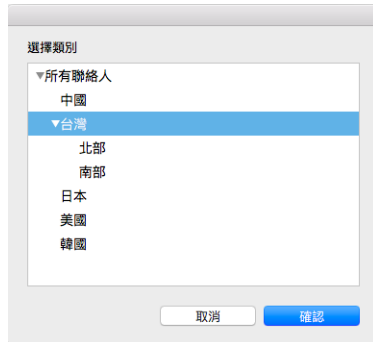 選擇類別
所有聯絡人
中國
台灣
北部
南部
日本
美國
韓國
取消
確認